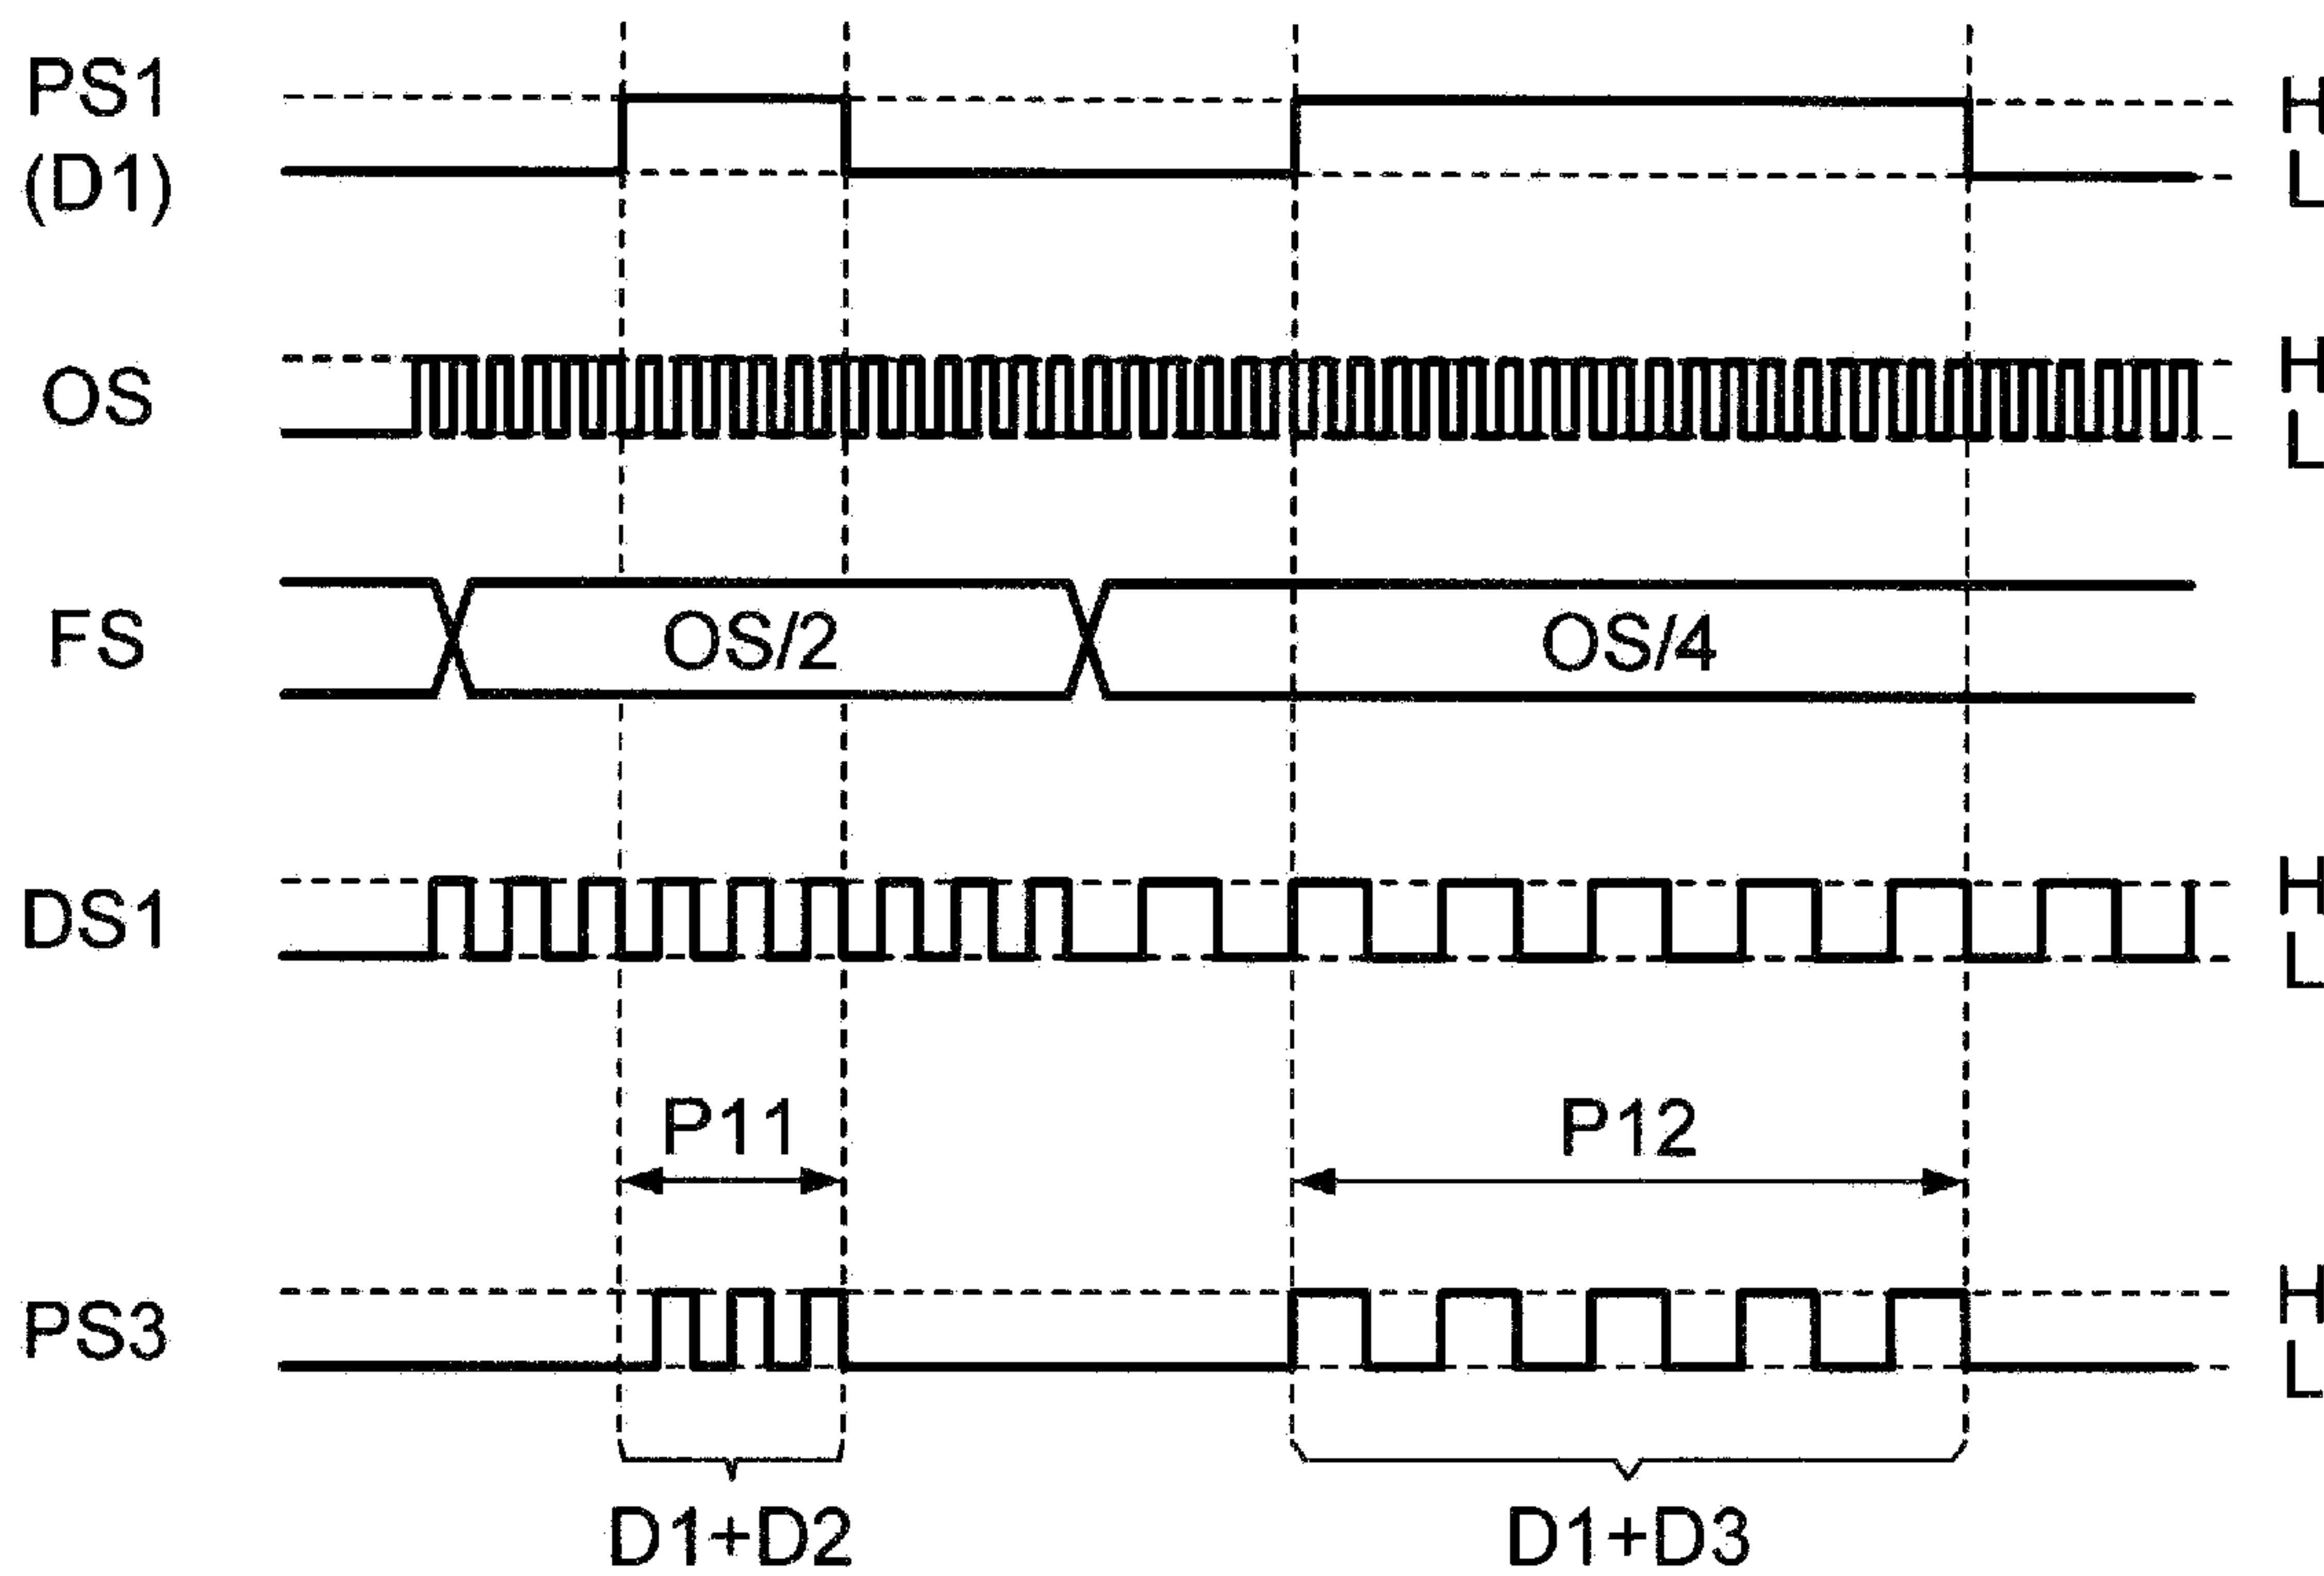 PS1
(D1)
H
L
OS
H
L
FS
OS/2
OS/4
DS1
H
L
P11
P12
PS3
H
L
D1+D2
D1+D3